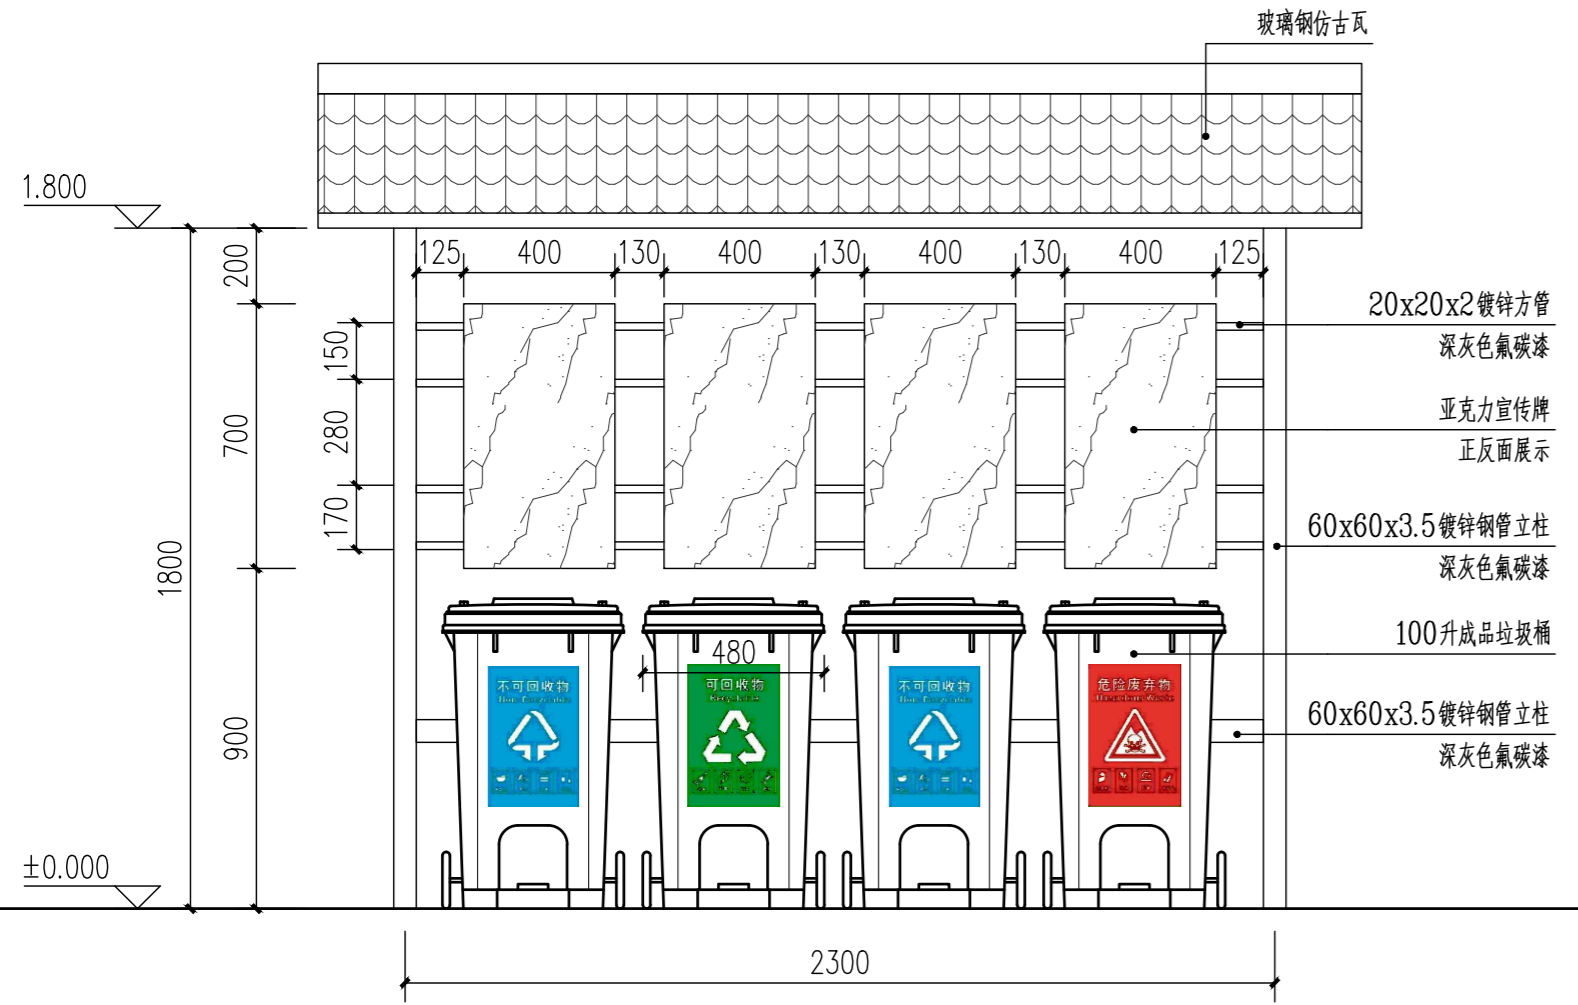 玻璃钢仿古瓦
1.800
125 400 130 400 130 400 130 400 125
200
20x20x2镀锌方管
深灰色氟碳漆
150
亚克力宣传牌
正反面展示
700
280
170
60x60x3.5镀锌钢管立柱
深灰色氟碳漆
1800
100升成品垃圾桶
480
不可回收物
可回收物
Recyclable
不可回收物
危险废弃物
60x60x3.5镀锌钢管立柱
深灰色氟碳漆
900
±0.000
2300